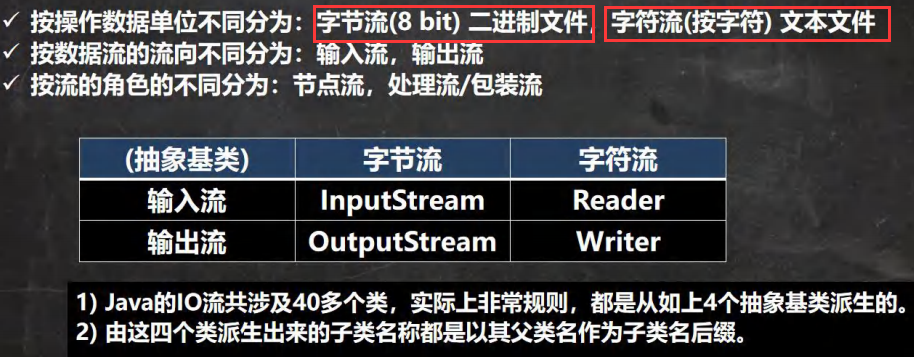 ✓ 按操作数据单位不同分为：字节流(8 bit) 二进制文件，字符流(按字符) 文本文件
✓ 按数据流的流向不同分为：输入流，输出流
✓ 按流的角色的不同分为：节点流，处理流/包装流
(抽象基类) 字节流 字符流
输入流 InputStream Reader
输出流 OutputStream Writer
1) Java的IO流共涉及40多个类，实际上非常规则，都是从如上4个抽象基类派生的。
2) 由这四个类派生出来的子类名称都是以其父类名作为子类名后缀。